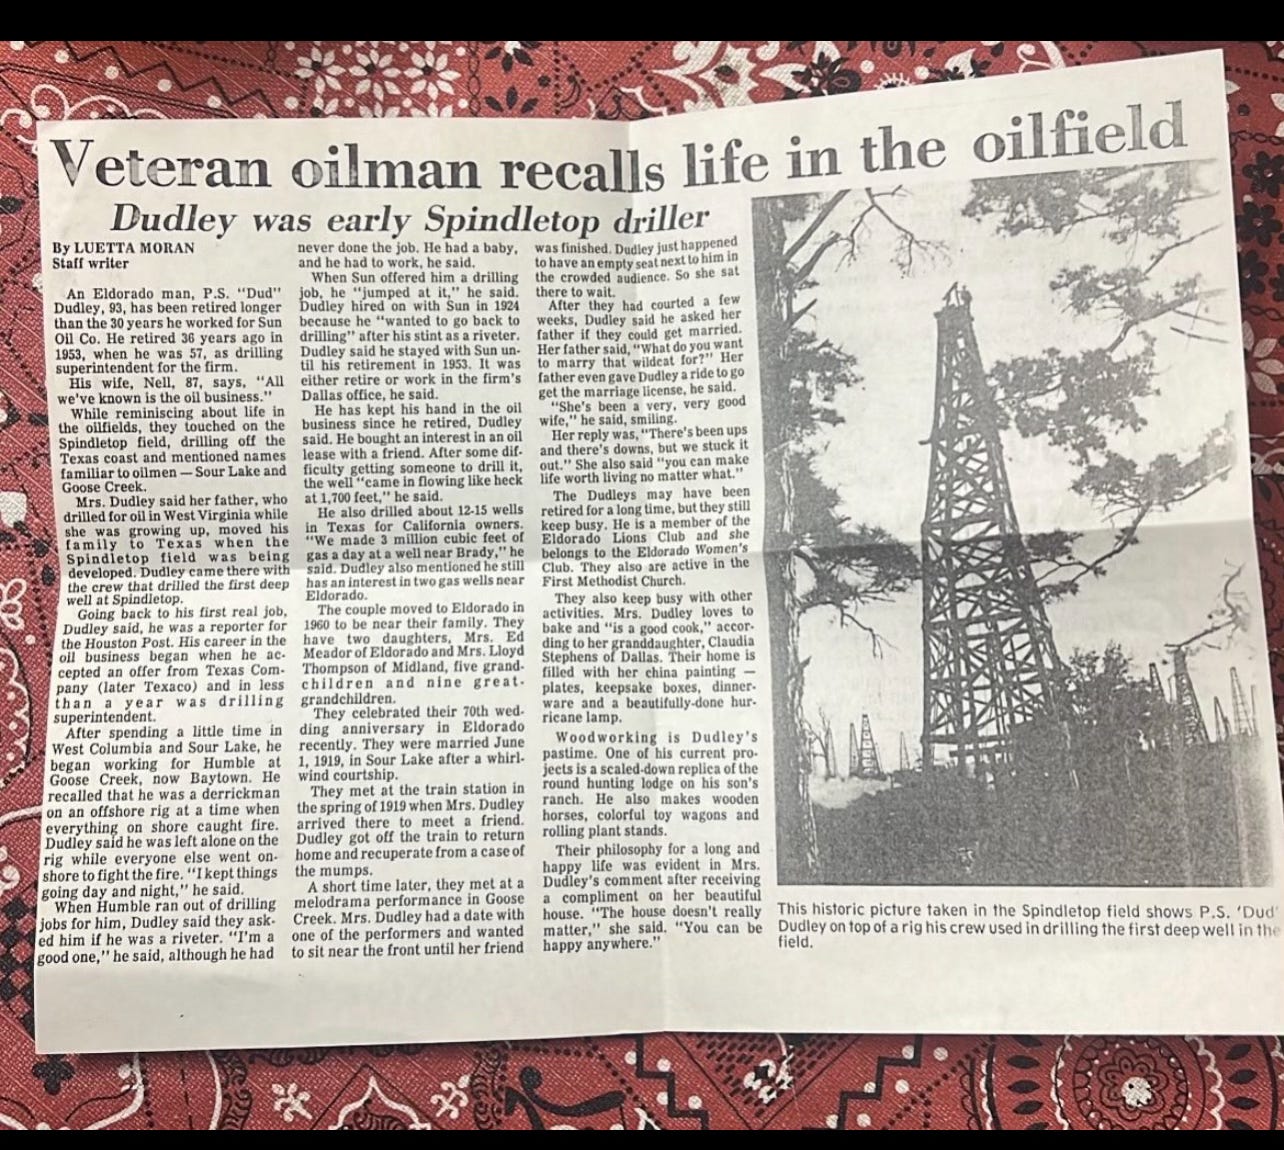 Veteran oilman recalls life in the oilfield
Dudley was early Spindletop driller
By LUETTA MORAN
Staff writer
An Eldorado man, P.S. "Dud"
Dudley, 93, has been retired longer
than the 30 years he worked for Sun
Oil Co. He retired 36 years ago in
1953, when he was 57, as drilling
superintendent for the firm.
His wife, Nell, 87, says, "All
we've known is the oil business."
While reminiscing about life in
the oilfields, they touched on the
Spindletop field, drilling off the
Texas coast and mentioned names
familiar to oilmen — Sour Lake and
Goose Creek.
Mrs. Dudley said her father, who
drilled for oil in West Virginia while
she was growing up, moved his
family to Texas when the
Spindletop field was being
developed. Dudley came there with
the crew that drilled the first deep
well at Spindletop.
Going back to his first real job,
Dudley said, he was a reporter for
the Houston Post. His career in the
oil business began when he ac-
cepted an offer from Texas Com-
pany (later Texaco) and in less
than a year was drilling
superintendent.
After spending a little time in
West Columbia and Sour Lake, he
began working for Humble at
Goose Creek, now Baytown. He
recalled that he was a derrickman
on an offshore rig at a time when
everything on shore caught fire.
Dudley said he was left alone on the
rig while everyone else went on-
shore to fight the fire. "I kept things
going day and night," he said.
When Humble ran out of drilling
jobs for him, Dudley said they ask-
ed him if he was a riveter. "I'm a
good one," he said, although he had
never done the job. He had a baby,
and he had to work, he said.
When Sun offered him a drilling
job, he "jumped at it," he said.
Dudley hired on with Sun in 1924
because he "wanted to go back to
drilling" after his stint as a riveter.
Dudley said he stayed with Sun un-
til his retirement in 1953. It was
either retire or work in the firm's
Dallas office, he said.
He has kept his hand in the oil
business since he retired, Dudley
said. He bought an interest in an oil
lease with a friend. After some dif-
ficulty getting someone to drill it,
the well "came in flowing like heck
at 1,700 feet," he said.
He also drilled about 12-15 wells
in Texas for California owners.
"We made 3 million cubic feet of
gas a day at a well near Brady," he
said. Dudley also mentioned he still
has an interest in two gas wells near
Eldorado.
The couple moved to Eldorado in
1960 to be near their family. They
have two daughters, Mrs. Ed
Meador of Eldorado and Mrs. Lloyd
Thompson of Midland, five grand-
children and nine great-
grandchildren.
They celebrated their 70th wed-
ding anniversary in Eldorado
recently. They were married June
1, 1919, in Sour Lake after a whirl-
wind courtship.
They met at the train station in
the spring of 1919 when Mrs. Dudley
arrived there to meet a friend.
Dudley got off the train to return
home and recuperate from a case of
the mumps.
A short time later, they met at a
melodrama performance in Goose
Creek. Mrs. Dudley had a date with
one of the performers and wanted
to sit near the front until her friend
was finished. Dudley just happened
to have an empty seat next to him in
the crowded audience. So she sat
there to wait.
After they had courted a few
weeks, Dudley said he asked her
father if they could get married.
Her father said, "What do you want
to marry that wildcat for?" Her
father even gave Dudley a ride to go
get the marriage license, he said.
"She's been a very, very good
wife," he said, smiling.
Her reply was, "There's been ups
and there's downs, but we stuck it
out." She also said "you can make
life worth living no matter what."
The Dudleys may have been
retired for a long time, but they still
keep busy. He is a member of the
Eldorado Lions Club and she
belongs to the Eldorado Women's
Club. They also are active in the
First Methodist Church.
They also keep busy with other
activities. Mrs. Dudley loves to
bake and "is a good cook," accor-
ding to her granddaughter, Claudia
Stephens of Dallas. Their home is
filled with her china painting —
plates, keepsake boxes, dinner-
ware and a beautifully-done hur-
ricane lamp.
Woodworking is Dudley's
pastime. One of his current pro-
jects is a scaled-down replica of the
round hunting lodge on his son's
ranch. He also makes wooden
horses, colorful toy wagons and
rolling plant stands.
Their philosophy for a long and
happy life was evident in Mrs.
Dudley's comment after receiving
a compliment on her beautiful
house. "The house doesn't really
matter," she said. "You can be
happy anywhere."
This historic picture taken in the Spindletop field shows P.S. 'Dud'
Dudley on top of a rig his crew used in drilling the first deep well in the
field.